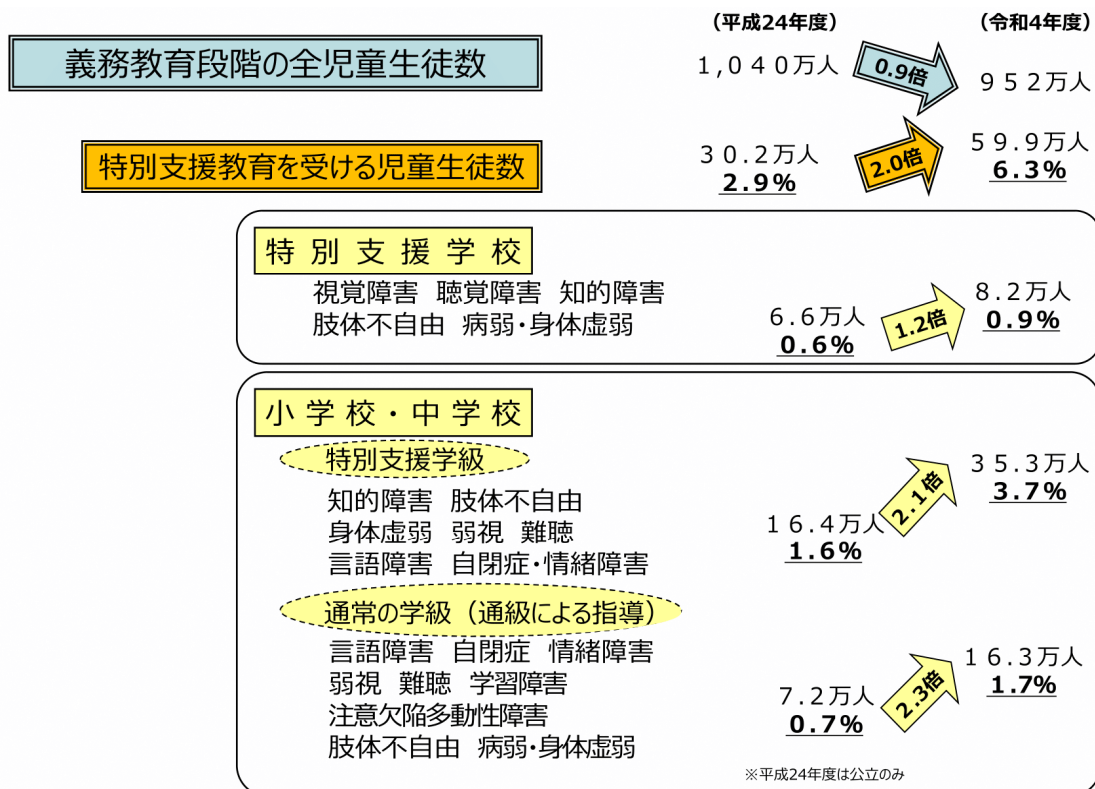 （平成24年度） （令和4年度）
義務教育段階の全児童生徒数 １,０４０万人 0.9倍 ９５２万人
特別支援教育を受ける児童生徒数 ３０.２万人 2.0倍 ５９.９万人
2.9% 6.3%
特別支援学校
視覚障害 聴覚障害 知的障害
肢体不自由 病弱・身体虚弱
６.６万人 1.2倍 ８.２万人
0.6% 0.9%
小学校・中学校
特別支援学級
知的障害 肢体不自由
身体虚弱 弱視 難聴
言語障害 自閉症・情緒障害
１６.４万人 2.1倍 ３５.３万人
1.6% 3.7%
通常の学級（通級による指導）
言語障害 自閉症 情緒障害
弱視 難聴 学習障害
注意欠陥多動性障害
肢体不自由 病弱・身体虚弱
７.２万人 2.3倍 １６.３万人
0.7% 1.7%
※平成24年度は公立のみ